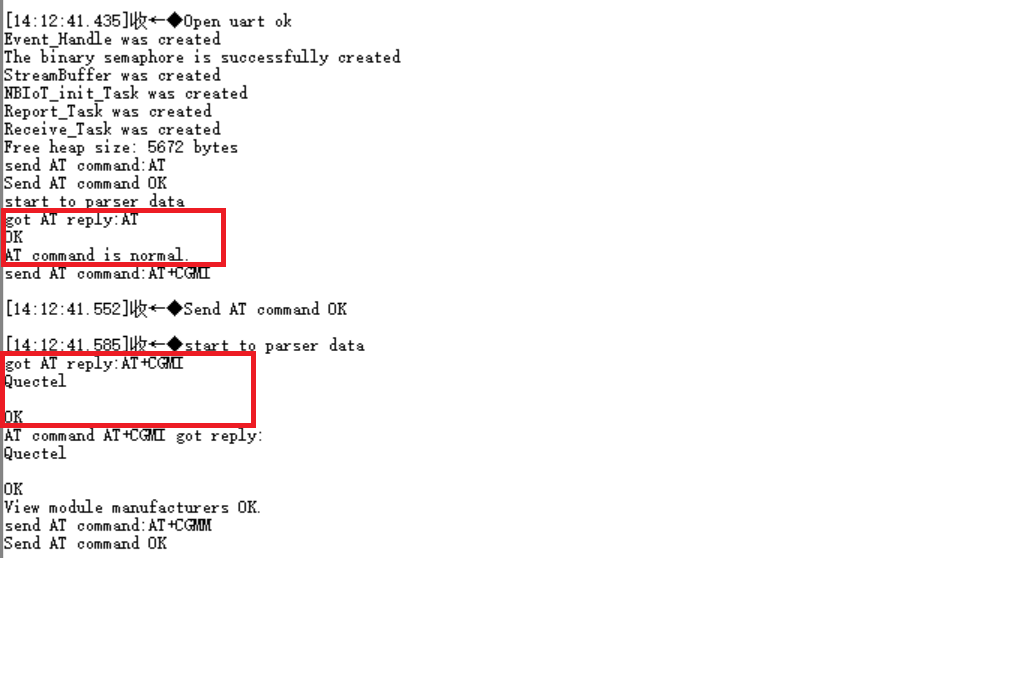 [14:12:41.435]收←◆Open uart ok
Event_Handle was created
The binary semaphore is successfully created
StreamBuffer was created
NBIoT_init_Task was created
Report_Task was created
Receive_Task was created
Free heap size: 5672 bytes
send AT command:AT
Send AT command OK
start to parser data
got AT reply:AT
OK
AT command is normal.
send AT command:AT+CGMI
[14:12:41.552]收←◆Send AT command OK
[14:12:41.585]收←◆start to parser data
got AT reply:AT+CGMI
Quectel
OK
AT command AT+CGMI got reply:
Quectel
OK
View module manufacturers OK.
send AT command:AT+CGMM
Send AT command OK